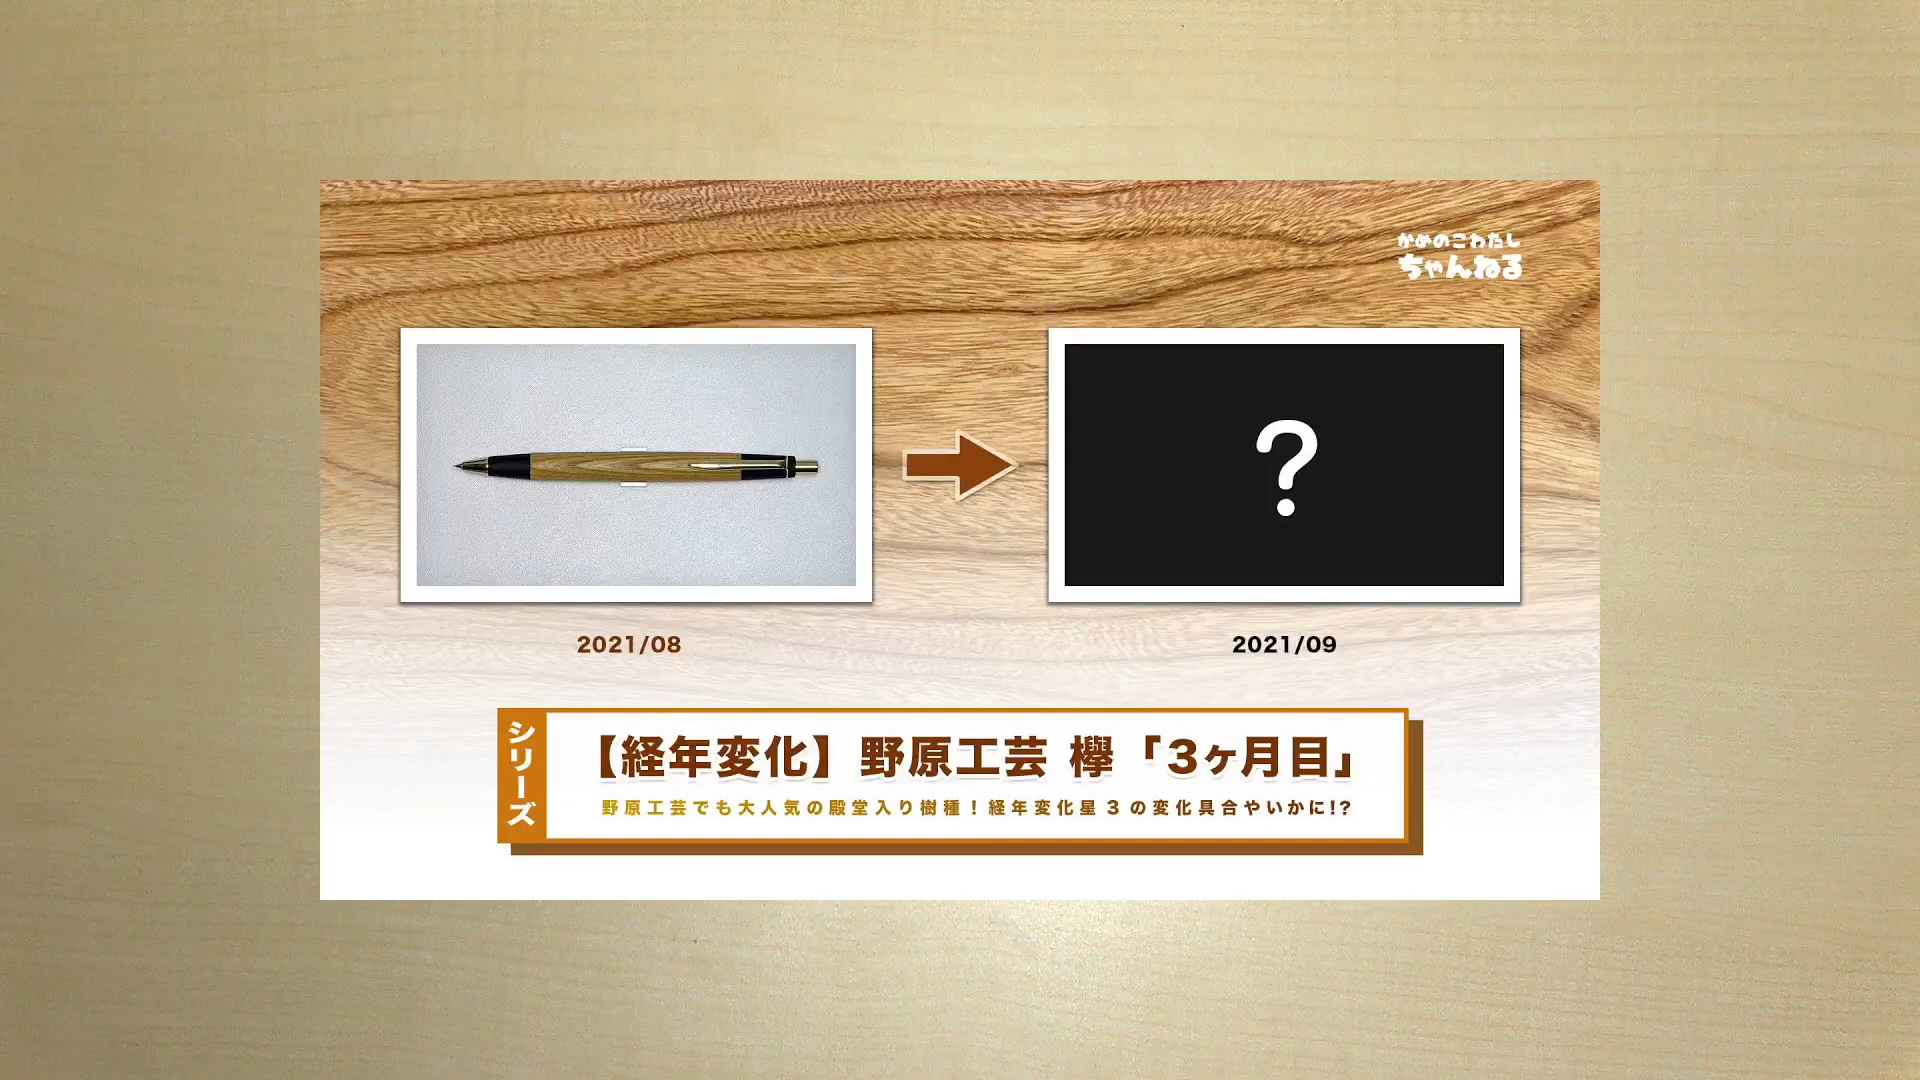 かめのこわたし
ちゃんねる
?
2021/08
2021/09
シリーズ
【経年変化】野原工芸 欅「3ヶ月目」
野原工芸でも大人気の殿堂入り樹種！経年変化星３の変化具合やいかに!?